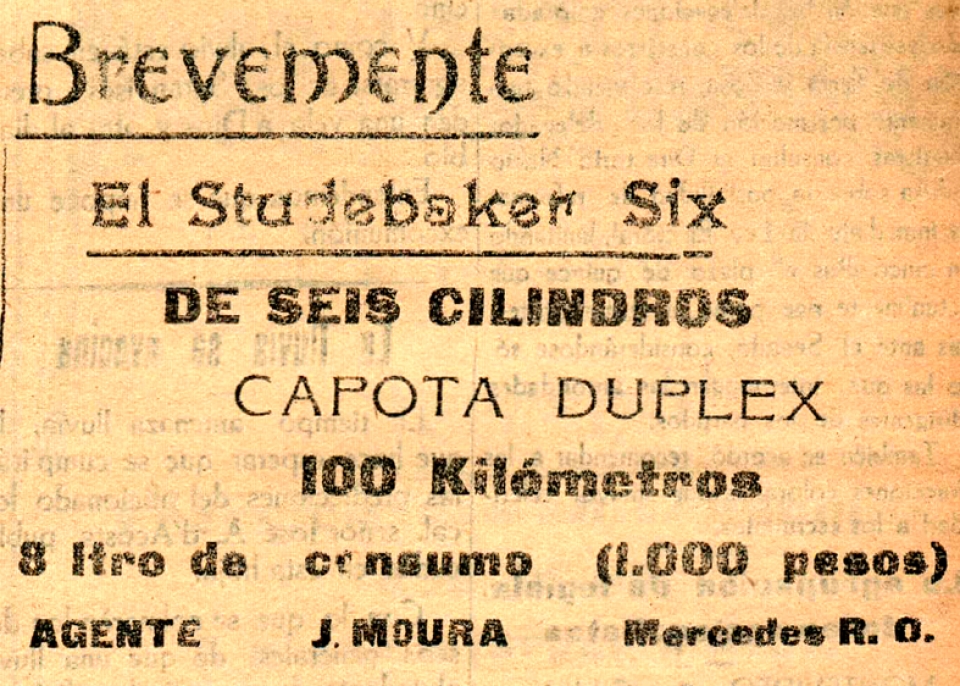 Brevemente
El Studebaker Six
DE SEIS CILINDROS
CAPOTA DUPLEX
100 Kilómetros
8 ltro de consumo (1.000 pesos)
AGENTE J. MOURA Mercedes R. O.